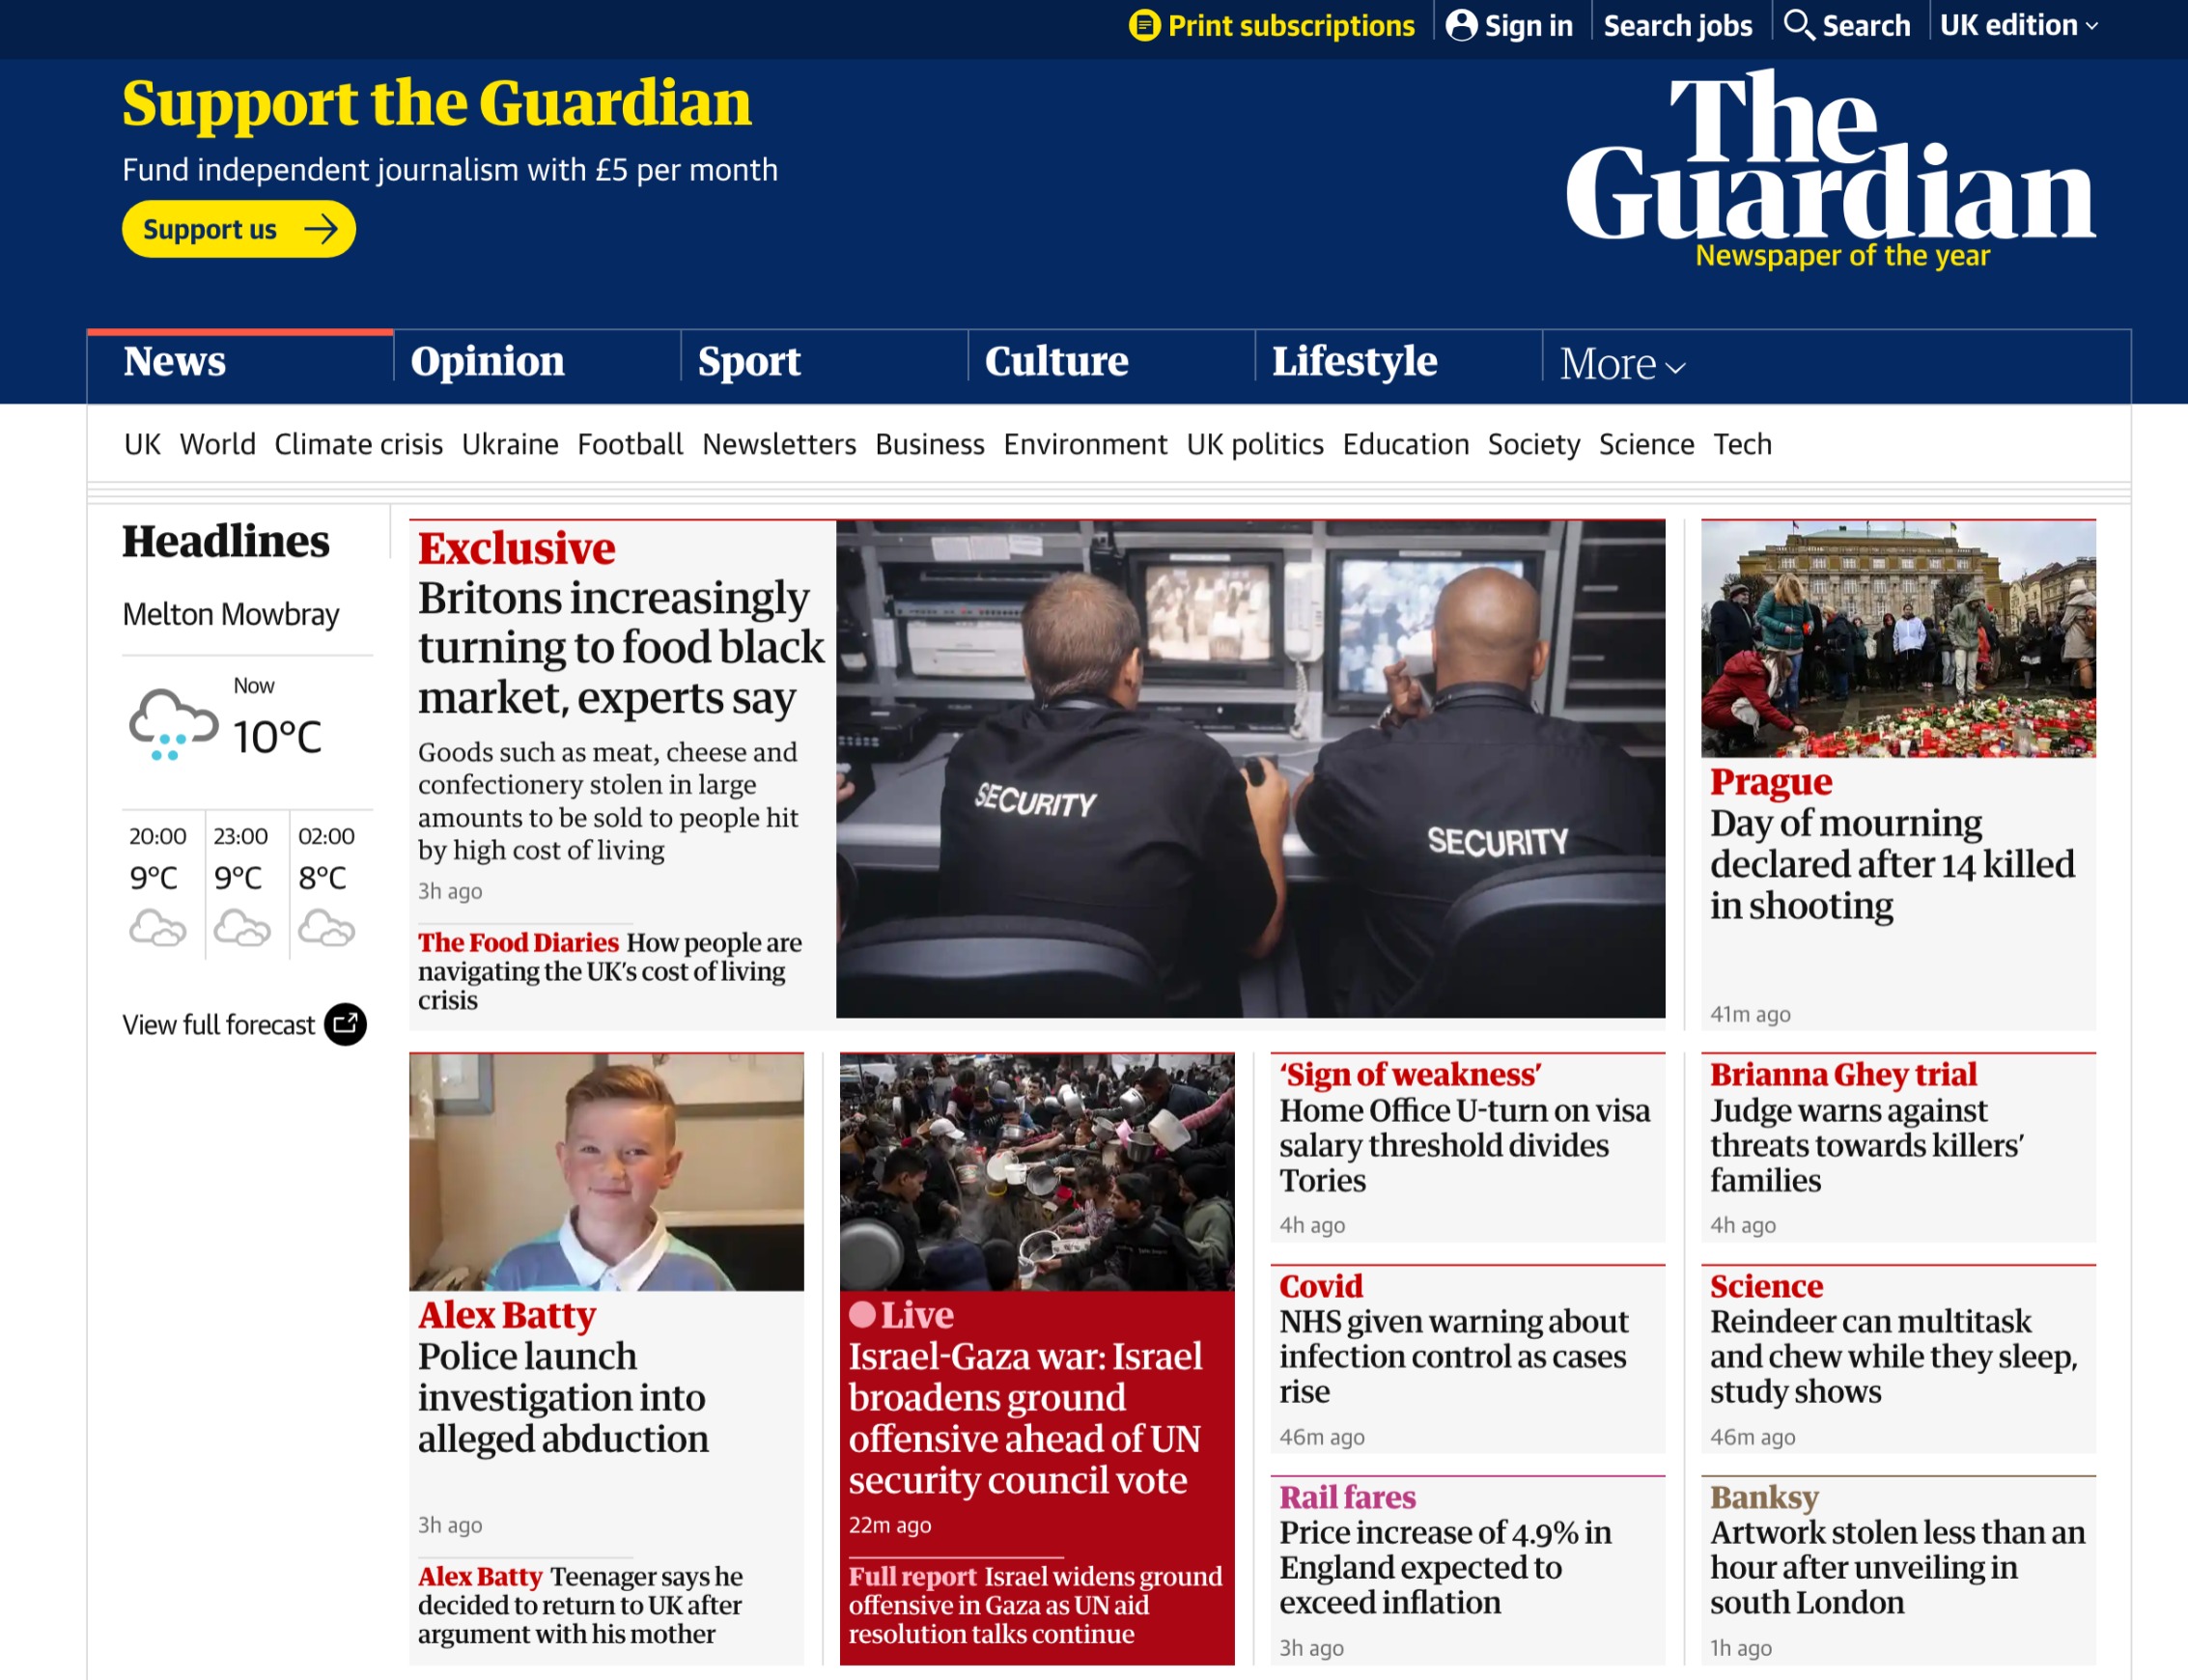 Print subscriptions
Sign in
Search jobs
Search
UK edition
Support the Guardian
Fund independent journalism with £5 per month
Support us
The
Guardian
Newspaper of the year
News
Opinion
Sport
Culture
Lifestyle
More
UK World Climate crisis Ukraine Football Newsletters Business Environment UK politics Education Society Science Tech
Headlines
Melton Mowbray
Now
10°C
20:00 23:00 02:00
9°C 9°C 8°C
View full forecast
Exclusive
Britons increasingly
turning to food black
market, experts say
Goods such as meat, cheese and
confectionery stolen in large
amounts to be sold to people hit
by high cost of living
3h ago
The Food Diaries How people are
navigating the UK's cost of living
crisis
SECURITY
SECURITY
Prague
Day of mourning
declared after 14 killed
in shooting
41m ago
Alex Batty
Police launch
investigation into
alleged abduction
3h ago
Alex Batty Teenager says he
decided to return to UK after
argument with his mother
Live
Israel-Gaza war: Israel
broadens ground
offensive ahead of UN
security council vote
22m ago
Full report Israel widens ground
offensive in Gaza as UN aid
resolution talks continue
‘Sign of weakness’
Home Office U-turn on visa
salary threshold divides
Tories
4h ago
Covid
NHS given warning about
infection control as cases
rise
46m ago
Rail fares
Price increase of 4.9% in
England expected to
exceed inflation
3h ago
Brianna Ghey trial
Judge warns against
threats towards killers’
families
4h ago
Science
Reindeer can multitask
and chew while they sleep,
study shows
46m ago
Banksy
Artwork stolen less than an
hour after unveiling in
south London
1h ago